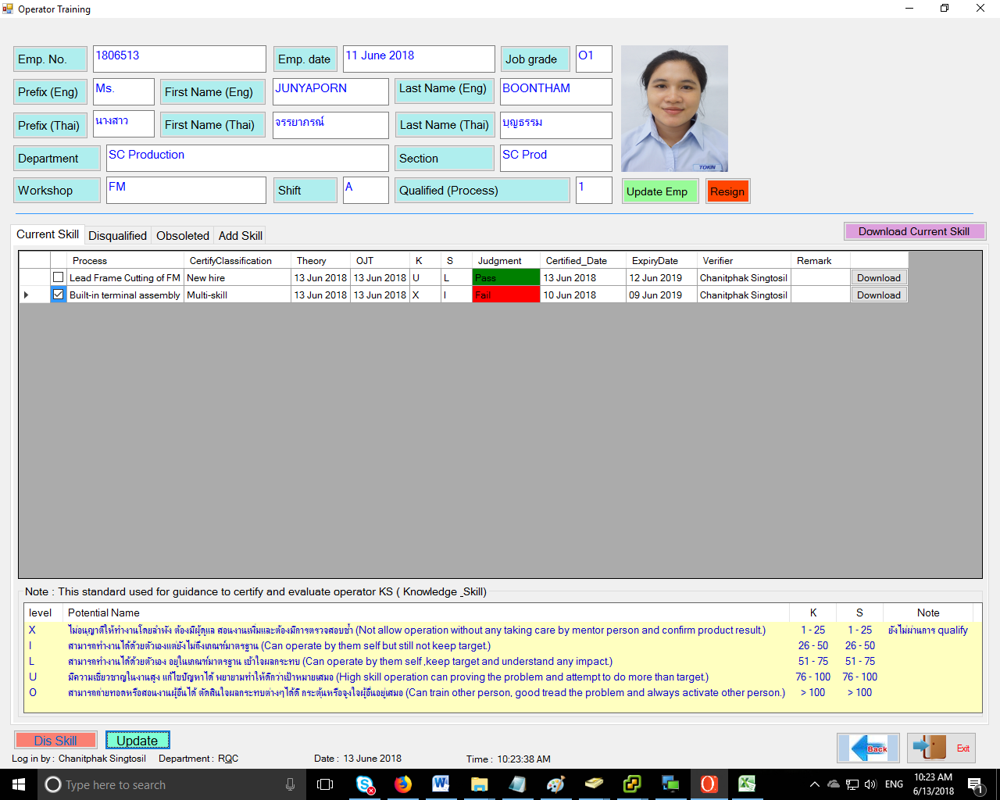 Operator Training
Emp. No. 1806513 Emp. date 11 June 2018 Job grade O1
Prefix (Eng) Ms. First Name (Eng) JUNYAPORN Last Name (Eng) BOONTHAM
Prefix (Thai) นางสาว First Name (Thai) จรรยาภรณ์ Last Name (Thai) บุญธรรม
Department SC Production Section SC Prod
TOKIN
Workshop FM Shift A Qualified (Process) 1 Update Emp Resign
Current Skill Disqualified Obsoleted Add Skill Download Current Skill
Process CertifyClassification Theory OJT K S Judgment Certified_Date ExpiryDate Verifier Remark
Lead Frame Cutting of FM New hire 13 Jun 2018 13 Jun 2018 U L Pass 13 Jun 2018 12 Jun 2019 Chanitphak Singtosil Download
Built-in terminal assembly Multi-skill 13 Jun 2018 13 Jun 2018 X I Fail 10 Jun 2018 09 Jun 2019 Chanitphak Singtosil Download
Note : This standard used for guidance to certify and evaluate operator KS ( Knowledge _Skill)
level Potential Name K S Note
X ไม่อนุญาติให้ทำงานโดยลำพัง ต้องมีผู้ดูแล สอนงานเพิ่มและต้องมีการตรวจสอบซ้ำ (Not allow operation without any taking care by mentor person and confirm product result.) 1 - 25 1 - 25 ยังไม่ผ่านการ qualify
I สามารถทำงานได้ด้วยตัวเองแต่ยังไม่ถึงเกณฑ์มาตรฐาน (Can operate by them self but still not keep target.) 26 - 50 26 - 50
L สามารถทำงานได้ด้วยตัวเอง อยู่ในเกณฑ์มาตรฐาน เข้าใจผลกระทบ (Can operate by them self ,keep target and understand any impact.) 51 - 75 51 - 75
U มีความเชี่ยวชาญในงานสูง แก้ไขปัญหาได้ พยายามทำให้ดีกว่าเป้าหมายเสมอ (High skill operation can proving the problem and attempt to do more than target.) 76 - 100 76 - 100
O สามารถถ่ายทอดหรือสอนงานผู้อื่นได้ ตัดสินใจผลกระทบต่างๆได้ดี กระตุ้นหรือจูงใจผู้อื่นอยู่เสมอ (Can train other person, good tread the problem and always activate other person.) > 100 > 100
Dis Skill Update Back Exit
Log in by : Chanitphak Singtosil Department : RQC Date : 13 June 2018 Time : 10:23:38 AM
Type here to search ENG 10:23 AM
6/13/2018 1